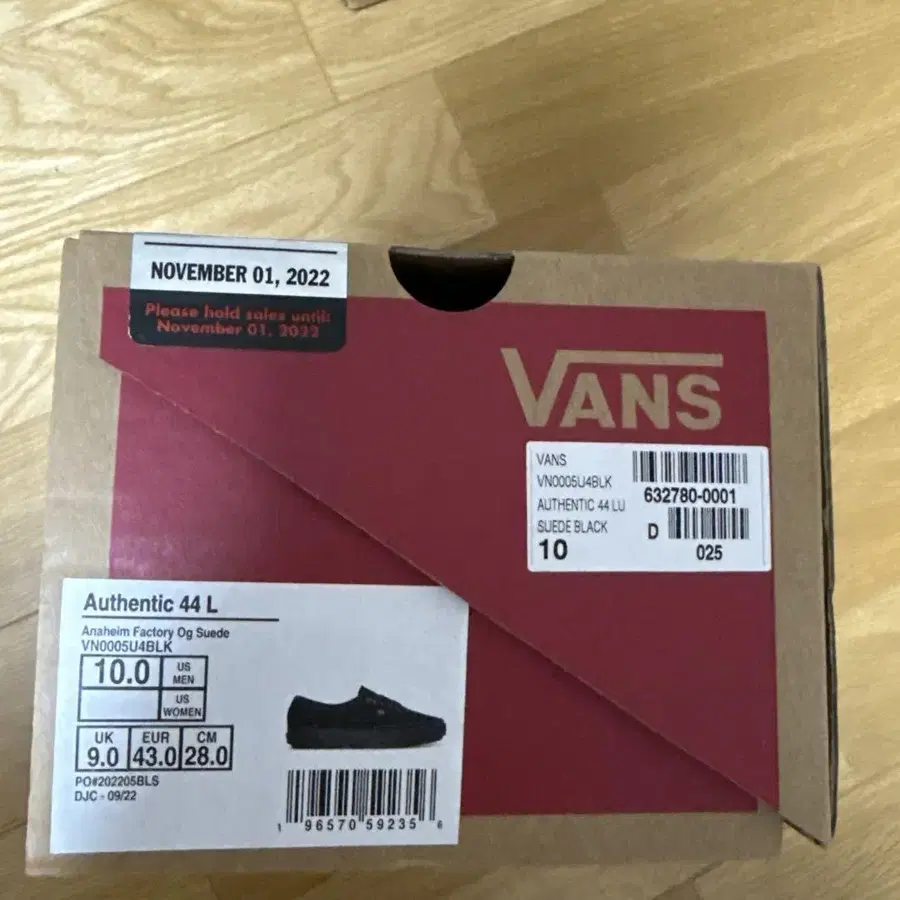 NOVEMBER 01, 2022
Please hold sales until:
November 01, 2022
VANS
VANS
VN0005U4BLK
632780-0001
AUTHENTIC 44 LU
SUEDE BLACK
D
10
025
Authentic 44 L
Anaheim Factory Og Suede
VN0005U4BLK
10.0 US MEN
US WOMEN
UK EUR CM
9.0 43.0 28.0
PO#202205BLS
DJC - 09/22
1 96570 59235 6